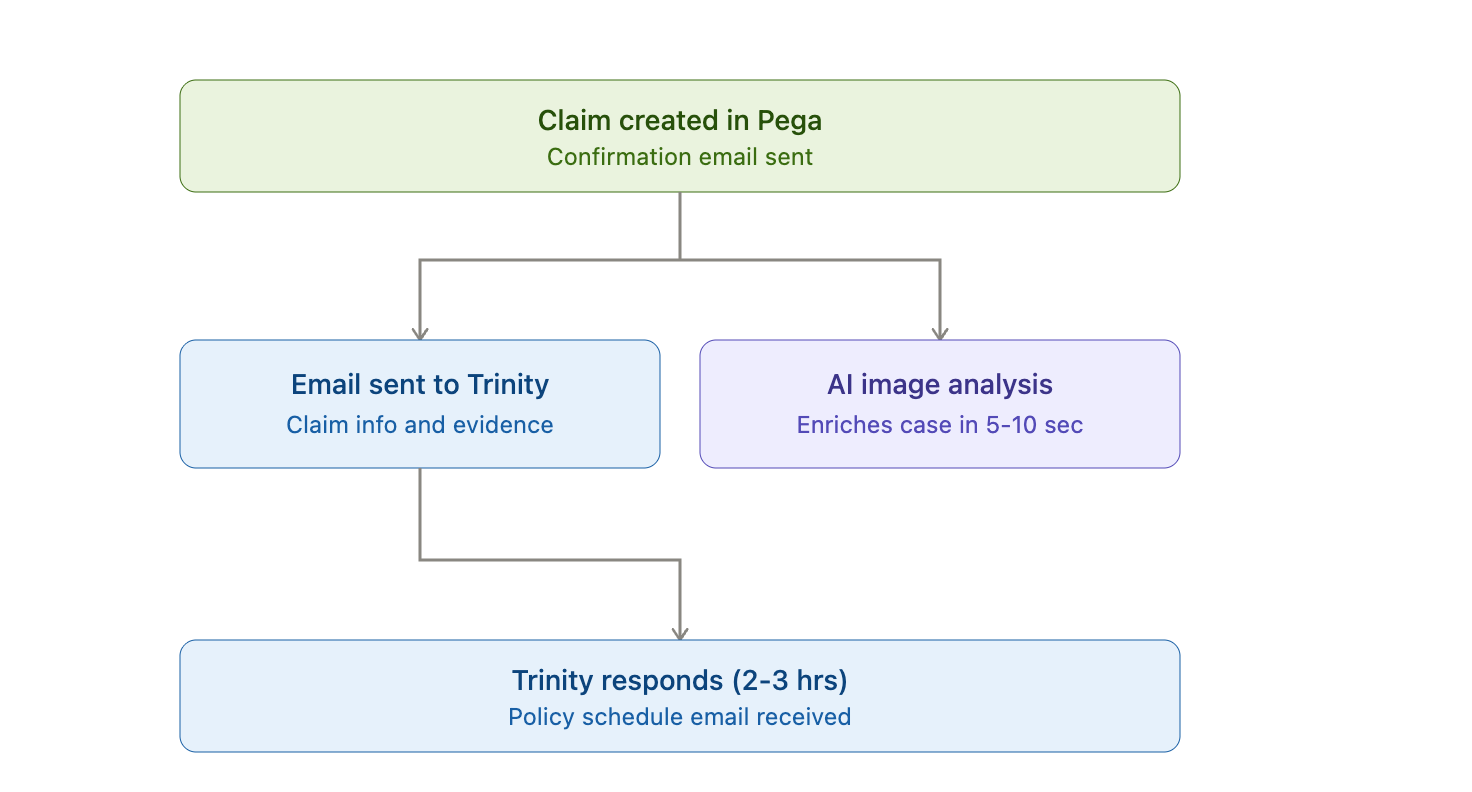 Claim created in Pega
Confirmation email sent
Email sent to Trinity
Claim info and evidence
AI image analysis
Enriches case in 5-10 sec
Trinity responds (2-3 hrs)
Policy schedule email received